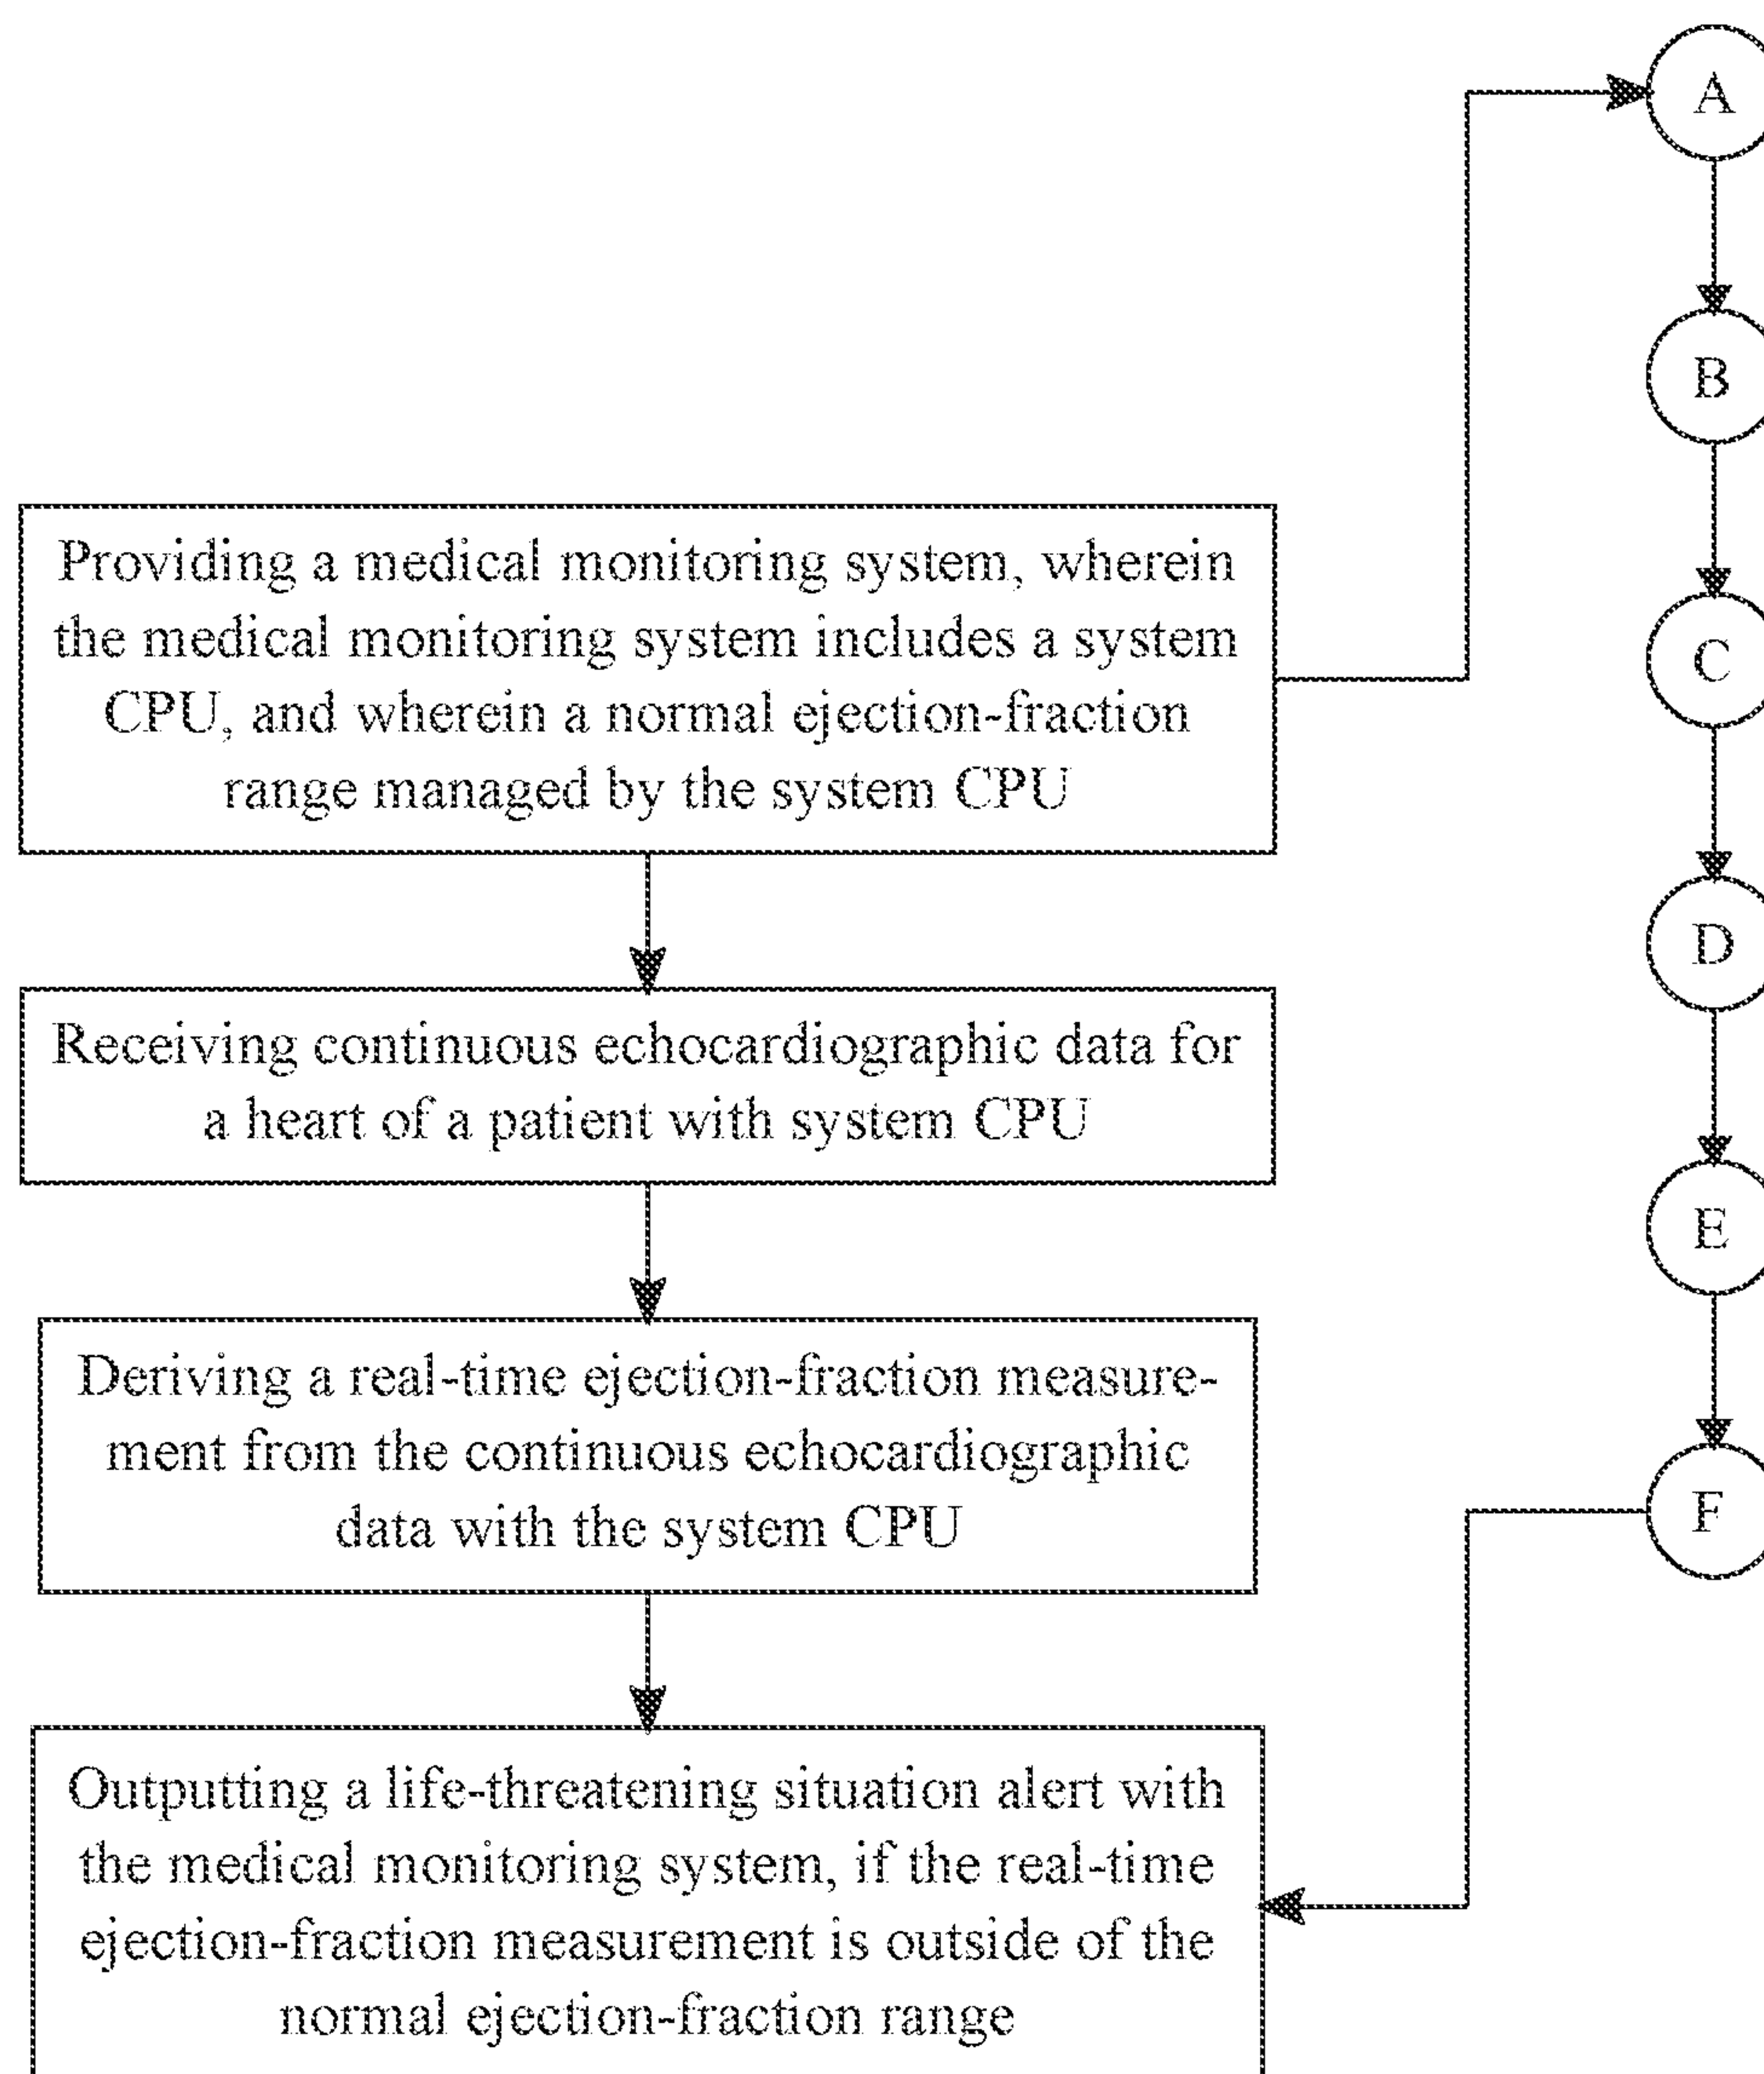 Providing a medical monitoring system, wherein
the medical monitoring system includes a system
CPU, and wherein a normal ejection-fraction
range managed by the system CPU
Receiving continuous echocardiographic data for
a heart of a patient with system CPU
Deriving a real-time ejection-fraction measure-
ment from the continuous echocardiographic
data with the system CPU
Outputting a life-threatening situation alert with
the medical monitoring system, if the real-time
ejection-fraction measurement is outside of the
normal ejection-fraction range
A
B
C
D
E
F